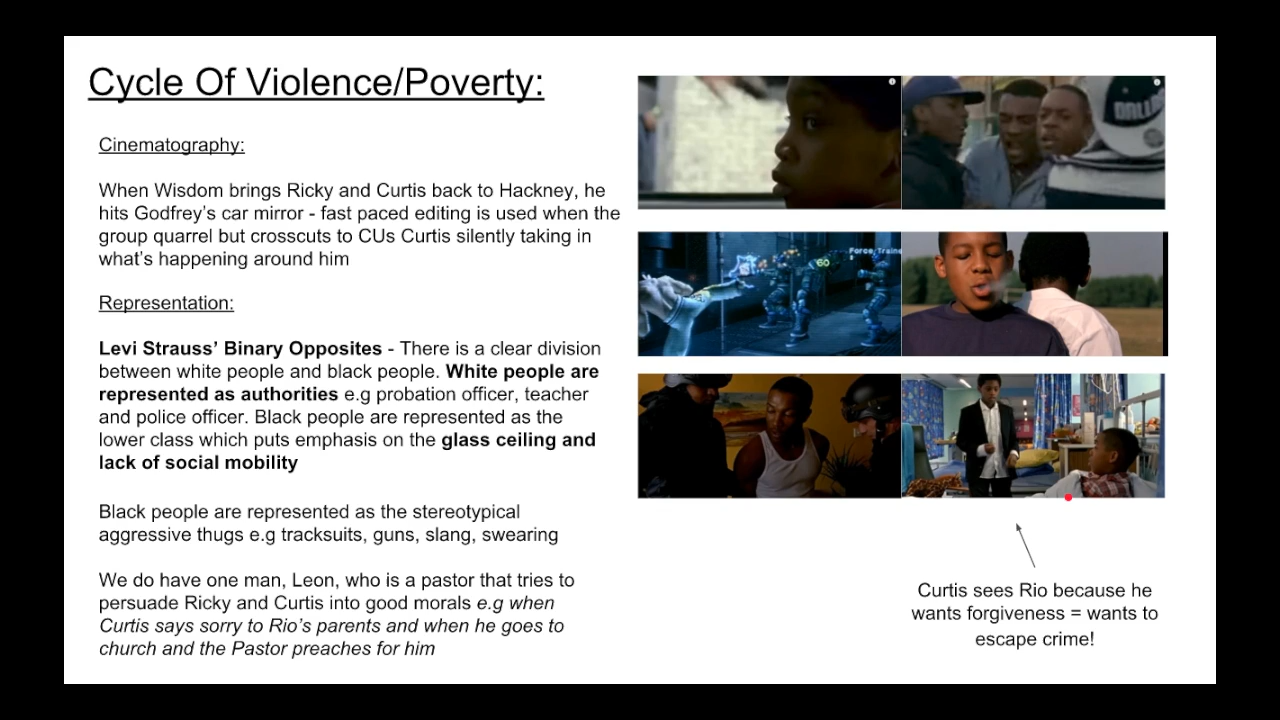 Cycle Of Violence/Poverty:
Cinematography:
When Wisdom brings Ricky and Curtis back to Hackney, he
hits Godfrey's car mirror - fast paced editing is used when the
group quarrel but crosscuts to CUs Curtis silently taking in
what's happening around him
Representation:
Levi Strauss' Binary Opposites - There is a clear division
between white people and black people. White people are
represented as authorities e.g probation officer, teacher
and police officer. Black people are represented as the
lower class which puts emphasis on the glass ceiling and
lack of social mobility
Black people are represented as the stereotypical
aggressive thugs e.g tracksuits, guns, slang, swearing
We do have one man, Leon, who is a pastor that tries to
persuade Ricky and Curtis into good morals e.g when
Curtis says sorry to Rio's parents and when he goes to
church and the Pastor preaches for him
DALL
Force Traine
60
Curtis sees Rio because he
wants forgiveness = wants to
escape crime!